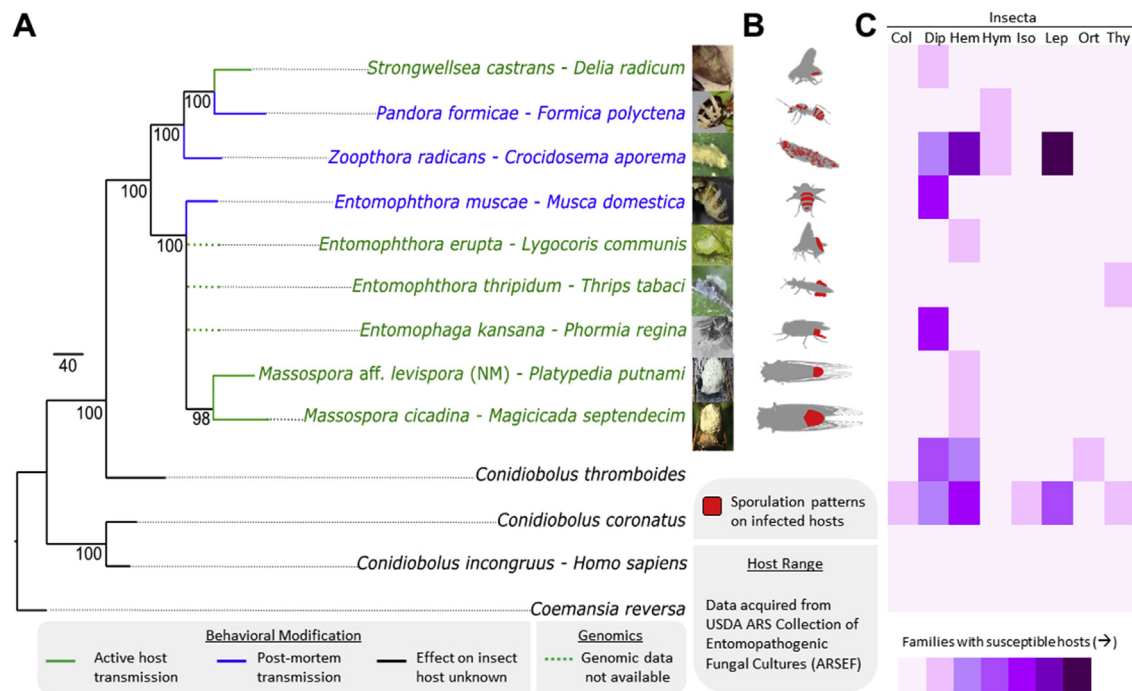 A
B
C
Insecta
Col Dip Hem Hym Iso Lep Ort Thy
Strongwellsea castrans - Delia radicum
100
Pandora formicae - Formica polyctena
100
Zoopthora radicans - Crocidosema aporema
100
Entomophthora muscae - Musca domestica
100
Entomophthora erupta - Lygocoris communis
Entomophthora thripidum - Thrips tabaci
Entomophaga kansana - Phormia regina
40
Massospora aff. levispora (NM) - Platypedia putnami
100
98
Massospora cicadina - Magicicada septendecim
Conidiobolus thromboides
Conidiobolus coronatus
100
Conidiobolus incongruus - Homo sapiens
Coemansia reversa
Sporulation patterns
on infected hosts
Host Range
Data acquired from
USDA ARS Collection of
Entomopathogenic
Fungal Cultures (ARSEF)
Behavioral Modification
Active host
transmission
Post-mortem
transmission
Effect on insect
host unknown
Genomics
Genomic data
not available
Families with susceptible hosts (→)